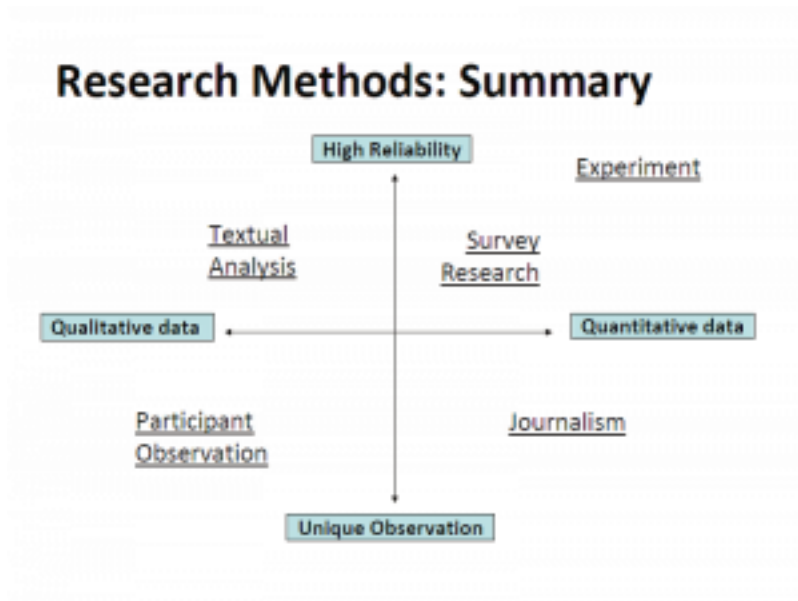 Research Methods: Summary
High Reliability
Experiment
Textual
Analysis
Survey
Research
Qualitative data
Quantitative data
Participant
Observation
Journalism
Unique Observation